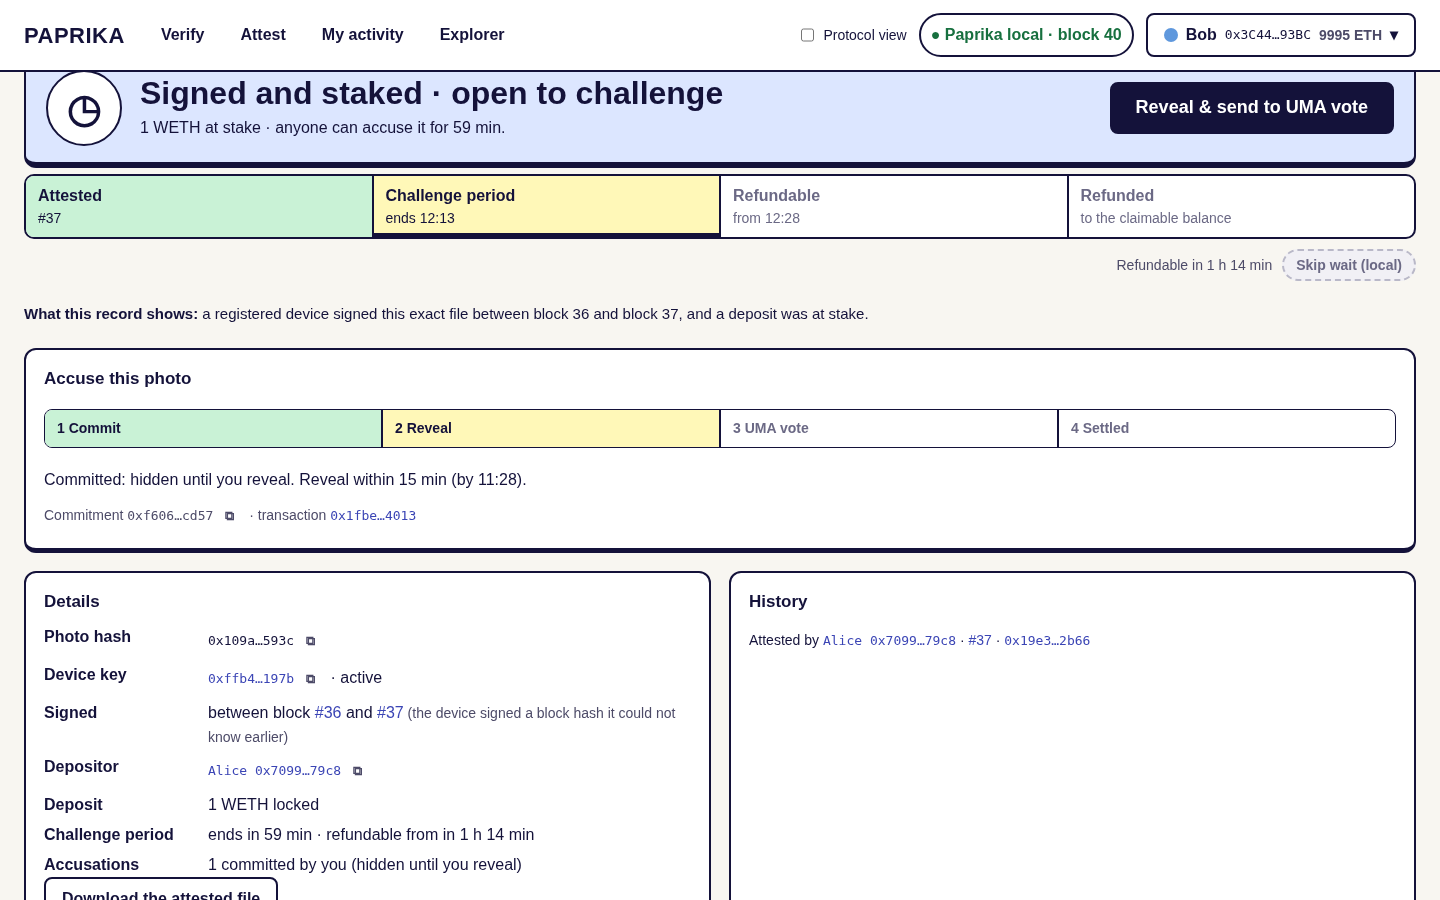 PAPRIKA Verify Attest My activity Explorer Protocol view Paprika local · block 40 Bob 0x3C44…93BC 9995 ETH ▼
Signed and staked · open to challenge
1 WETH at stake · anyone can accuse it for 59 min.
Reveal & send to UMA vote
Attested
#37
Challenge period
ends 12:13
Refundable
from 12:28
Refunded
to the claimable balance
Refundable in 1 h 14 min Skip wait (local)
What this record shows: a registered device signed this exact file between block 36 and block 37, and a deposit was at stake.
Accuse this photo
1 Commit 2 Reveal 3 UMA vote 4 Settled
Committed: hidden until you reveal. Reveal within 15 min (by 11:28).
Commitment 0xf606…cd57 · transaction 0x1fbe…4013
Details
Photo hash 0x109a…593c
Device key 0xffb4…197b · active
Signed between block #36 and #37 (the device signed a block hash it could not
know earlier)
Depositor Alice 0x7099…79c8
Deposit 1 WETH locked
Challenge period ends in 59 min · refundable from in 1 h 14 min
Accusations 1 committed by you (hidden until you reveal)
Download the attested file
History
Attested by Alice 0x7099…79c8 · #37 · 0x19e3…2b66